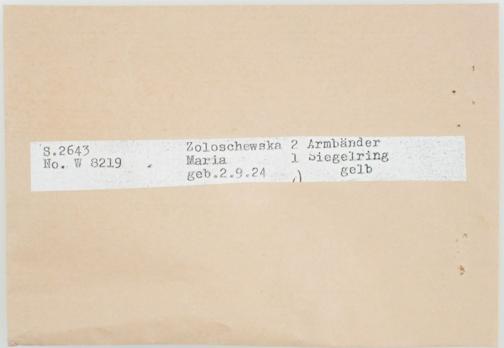 S.2643 Zoloschewska 2 Armbänder
No. W 8219 Maria 1 Siegelring
geb.2.9.24 gelb